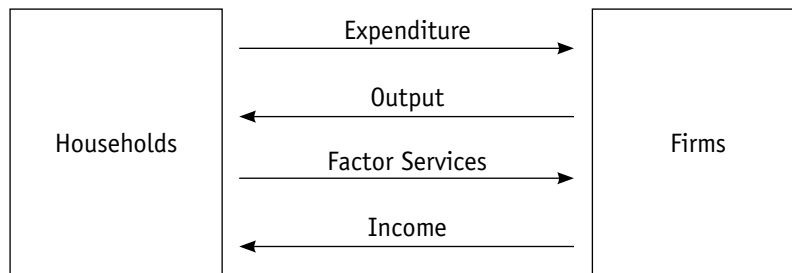 Expenditure
Output
Households
Firms
Factor Services
Income